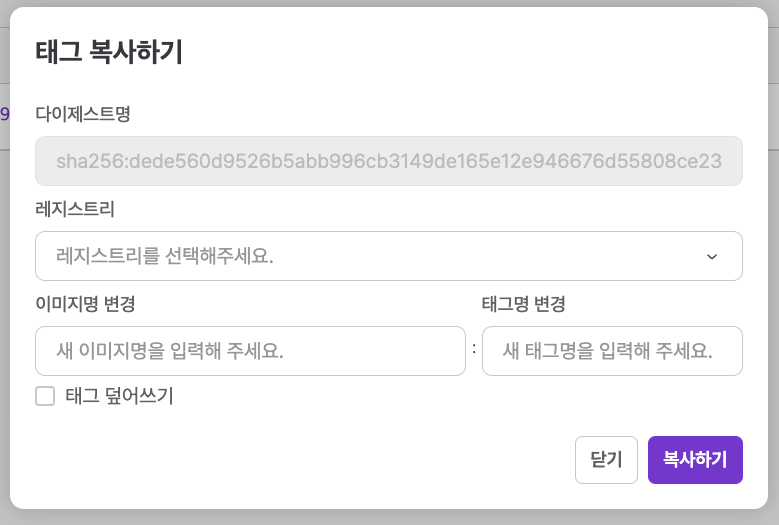 태그 복사하기
9
다이제스트명
sha256:dede560d9526b5abb996cb3149de165e12e946676d55808ce23
레지스트리
레지스트리를 선택해주세요.
이미지명 변경 태그명 변경
새 이미지명을 입력해 주세요. : 새 태그명을 입력해 주세요.
태그 덮어쓰기
닫기 복사하기